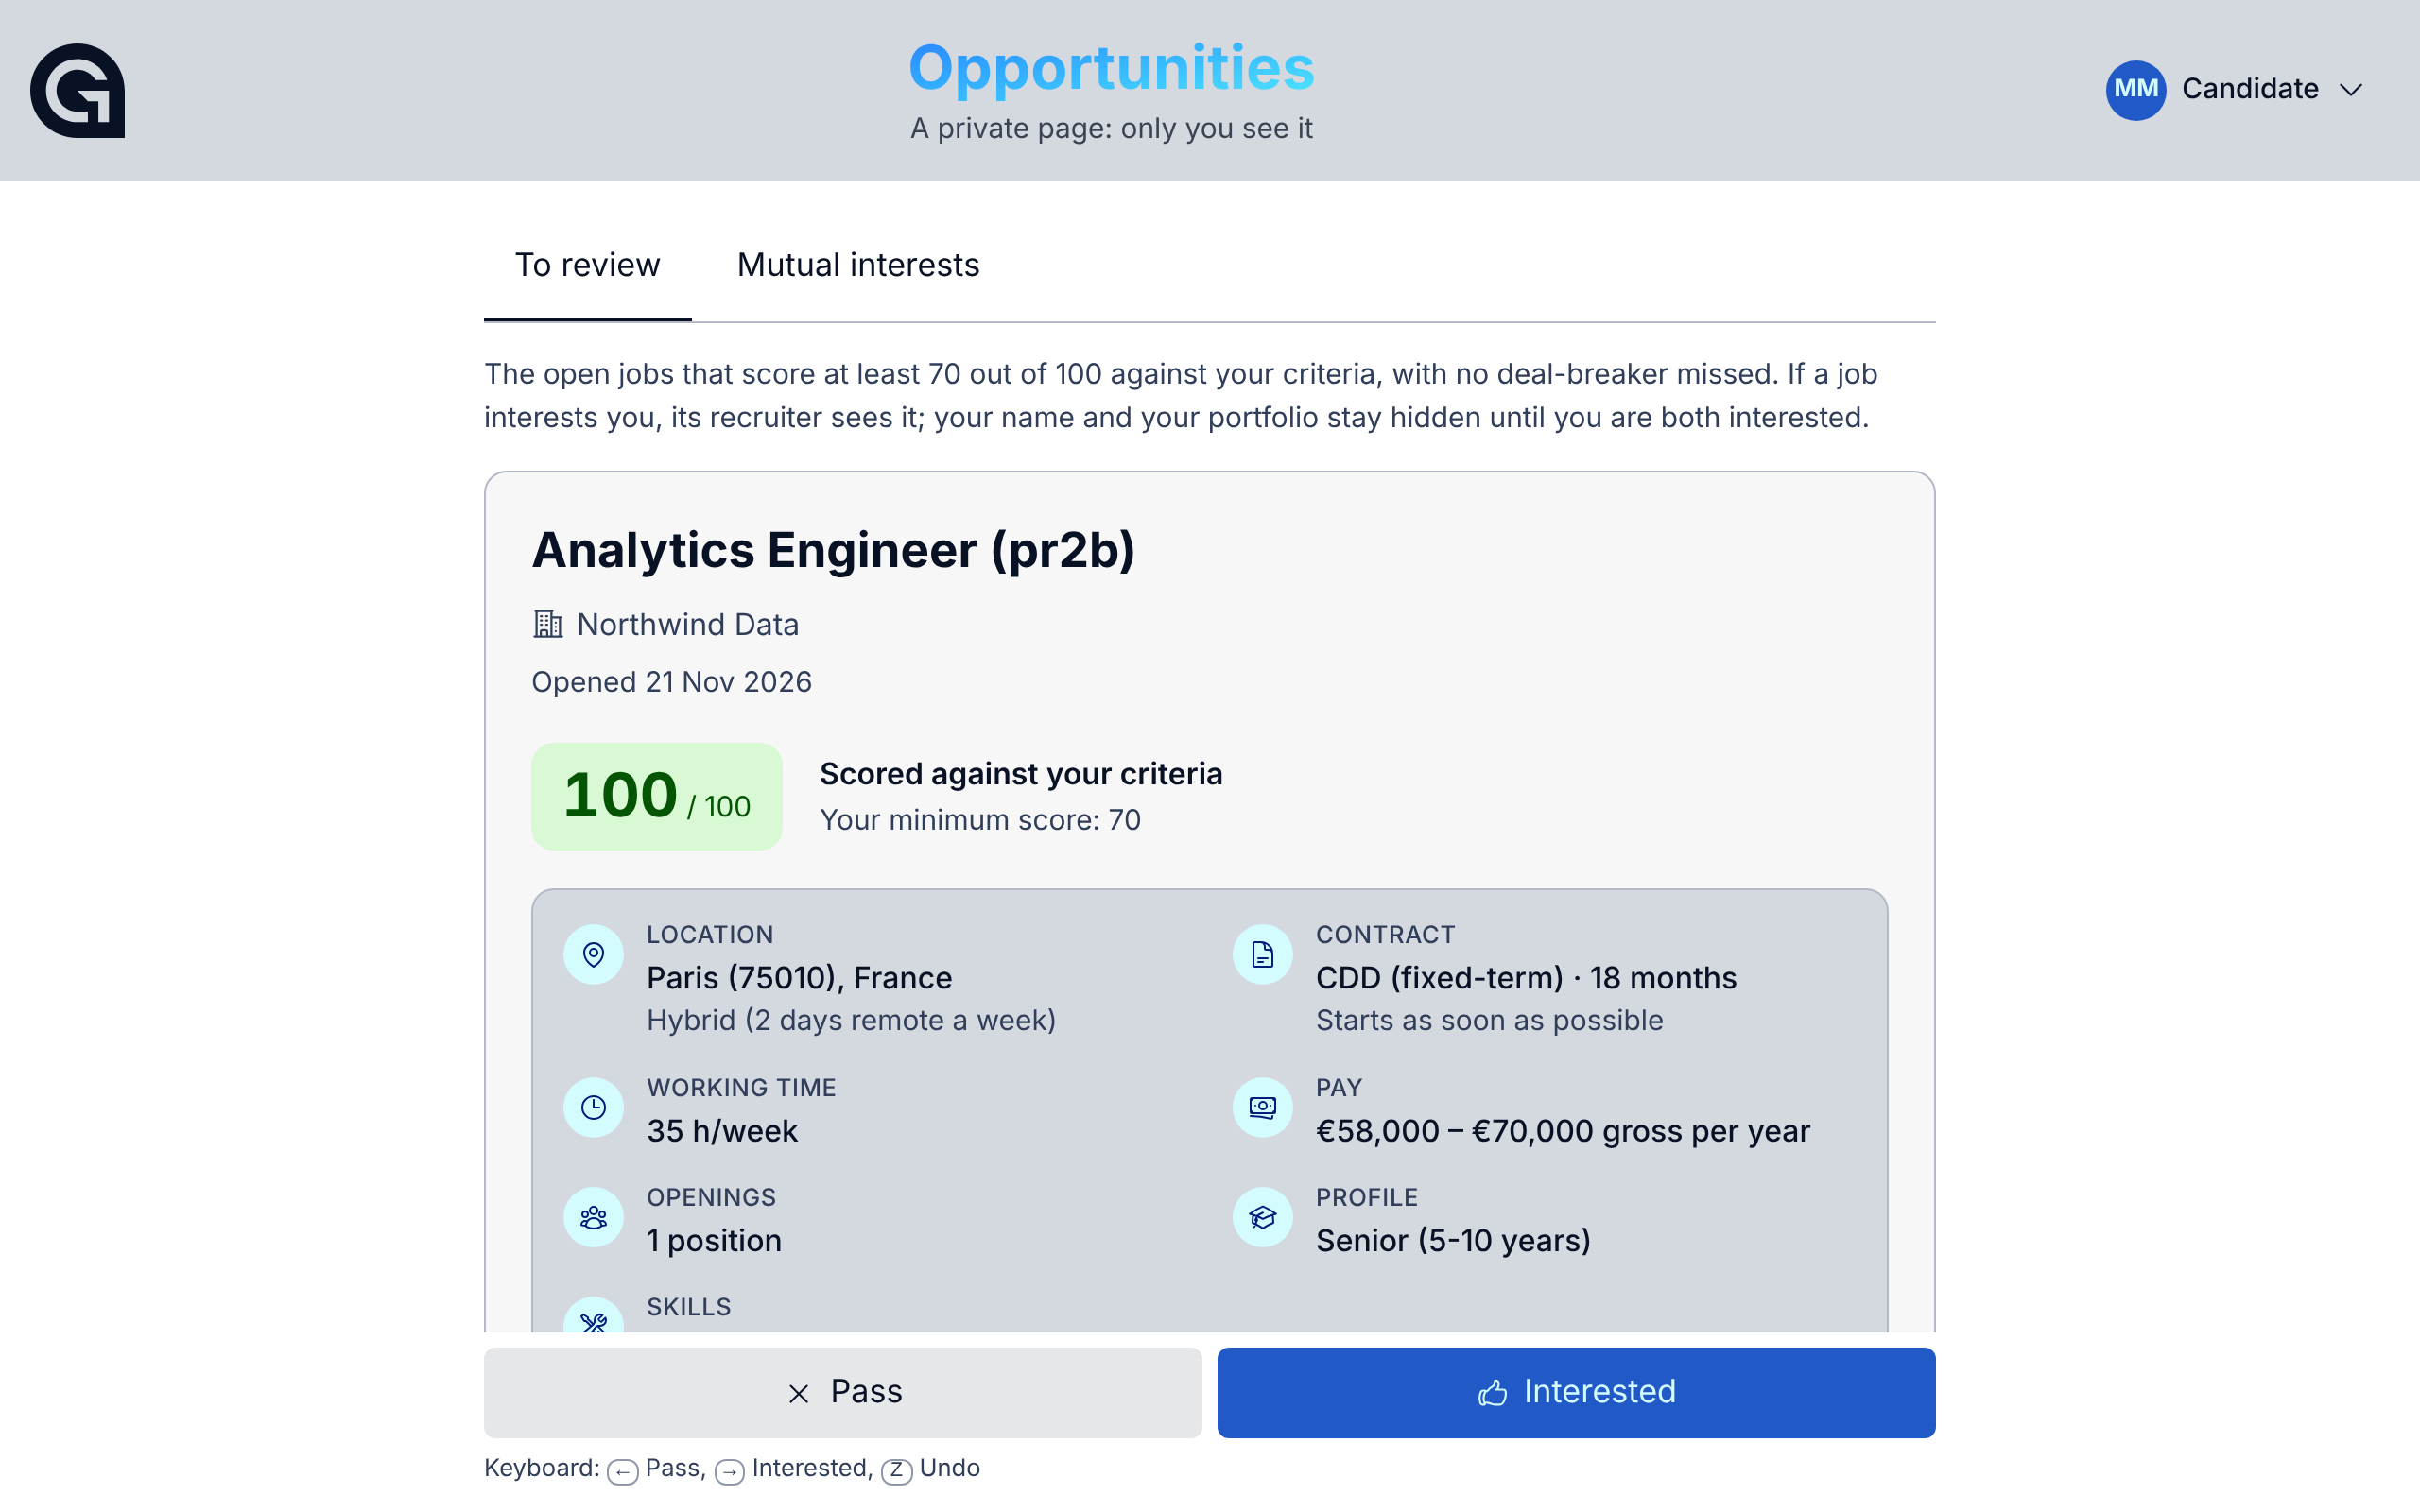 Opportunities
A private page: only you see it
MM Candidate
To review
Mutual interests
The open jobs that score at least 70 out of 100 against your criteria, with no deal-breaker missed. If a job
interests you, its recruiter sees it; your name and your portfolio stay hidden until you are both interested.
Analytics Engineer (pr2b)
Northwind Data
Opened 21 Nov 2026
100 / 100
Scored against your criteria
Your minimum score: 70
LOCATION
Paris (75010), France
Hybrid (2 days remote a week)
CONTRACT
CDD (fixed-term) · 18 months
Starts as soon as possible
WORKING TIME
35 h/week
PAY
€58,000 – €70,000 gross per year
OPENINGS
1 position
PROFILE
Senior (5-10 years)
SKILLS
Pass
Interested
Keyboard: ← Pass, → Interested, Z Undo